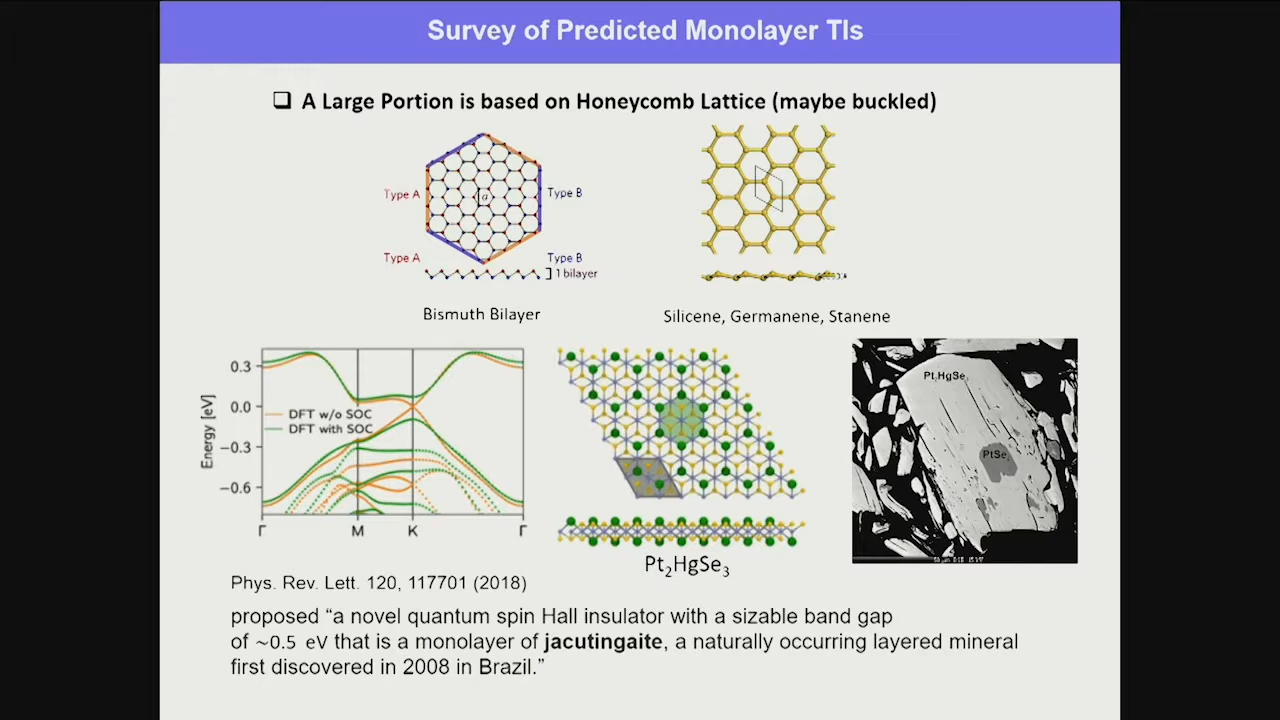 Survey of Predicted Monolayer TIs
❑ A Large Portion is based on Honeycomb Lattice (maybe buckled)
Type A
Type B
a
Type A
Type B
1 bilayer
Bismuth Bilayer
Silicene, Germanene, Stanene
Energy [eV]
0.3
0.0
−0.3
−0.6
DFT w/o SOC
DFT with SOC
Γ M K Γ
Pt₂HgSe₃
Pt HgSe
PtSe
Phys. Rev. Lett. 120, 117701 (2018)
proposed “a novel quantum spin Hall insulator with a sizable band gap
of ~0.5 eV that is a monolayer of jacutingaite, a naturally occurring layered mineral
first discovered in 2008 in Brazil.”